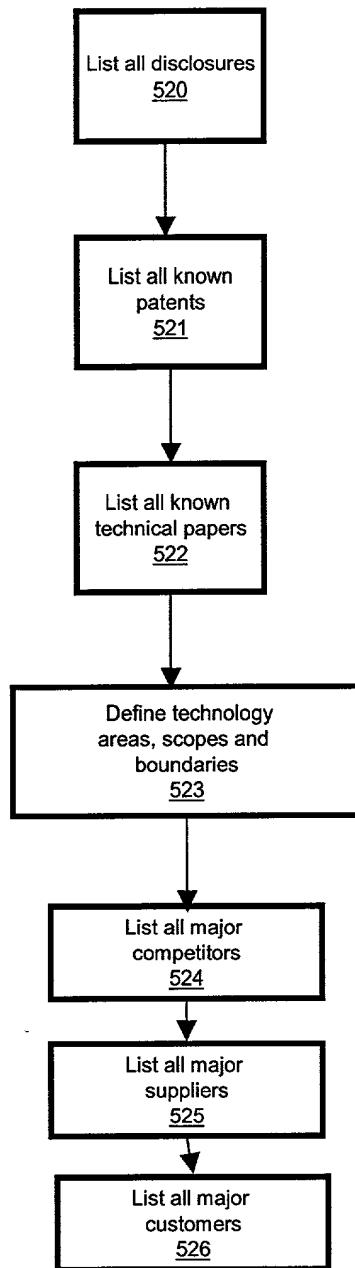 List all disclosures
520
List all known
patents
521
List all known
technical papers
522
Define technology
areas, scopes and
boundaries
523
List all major
competitors
524
List all major
suppliers
525
List all major
customers
526